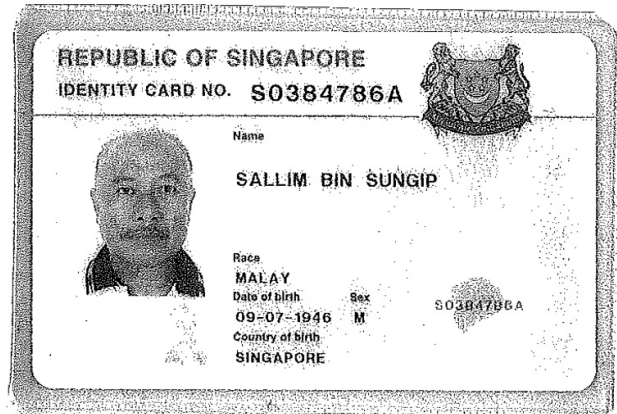 REPUBLIC OF SINGAPORE
IDENTITY CARD NO. S0384786A
Name
SALLIM BIN SUNGIP
Race
MALAY
Date of birth Sex
09-07-1946 M
S0384786A
Country of birth
SINGAPORE